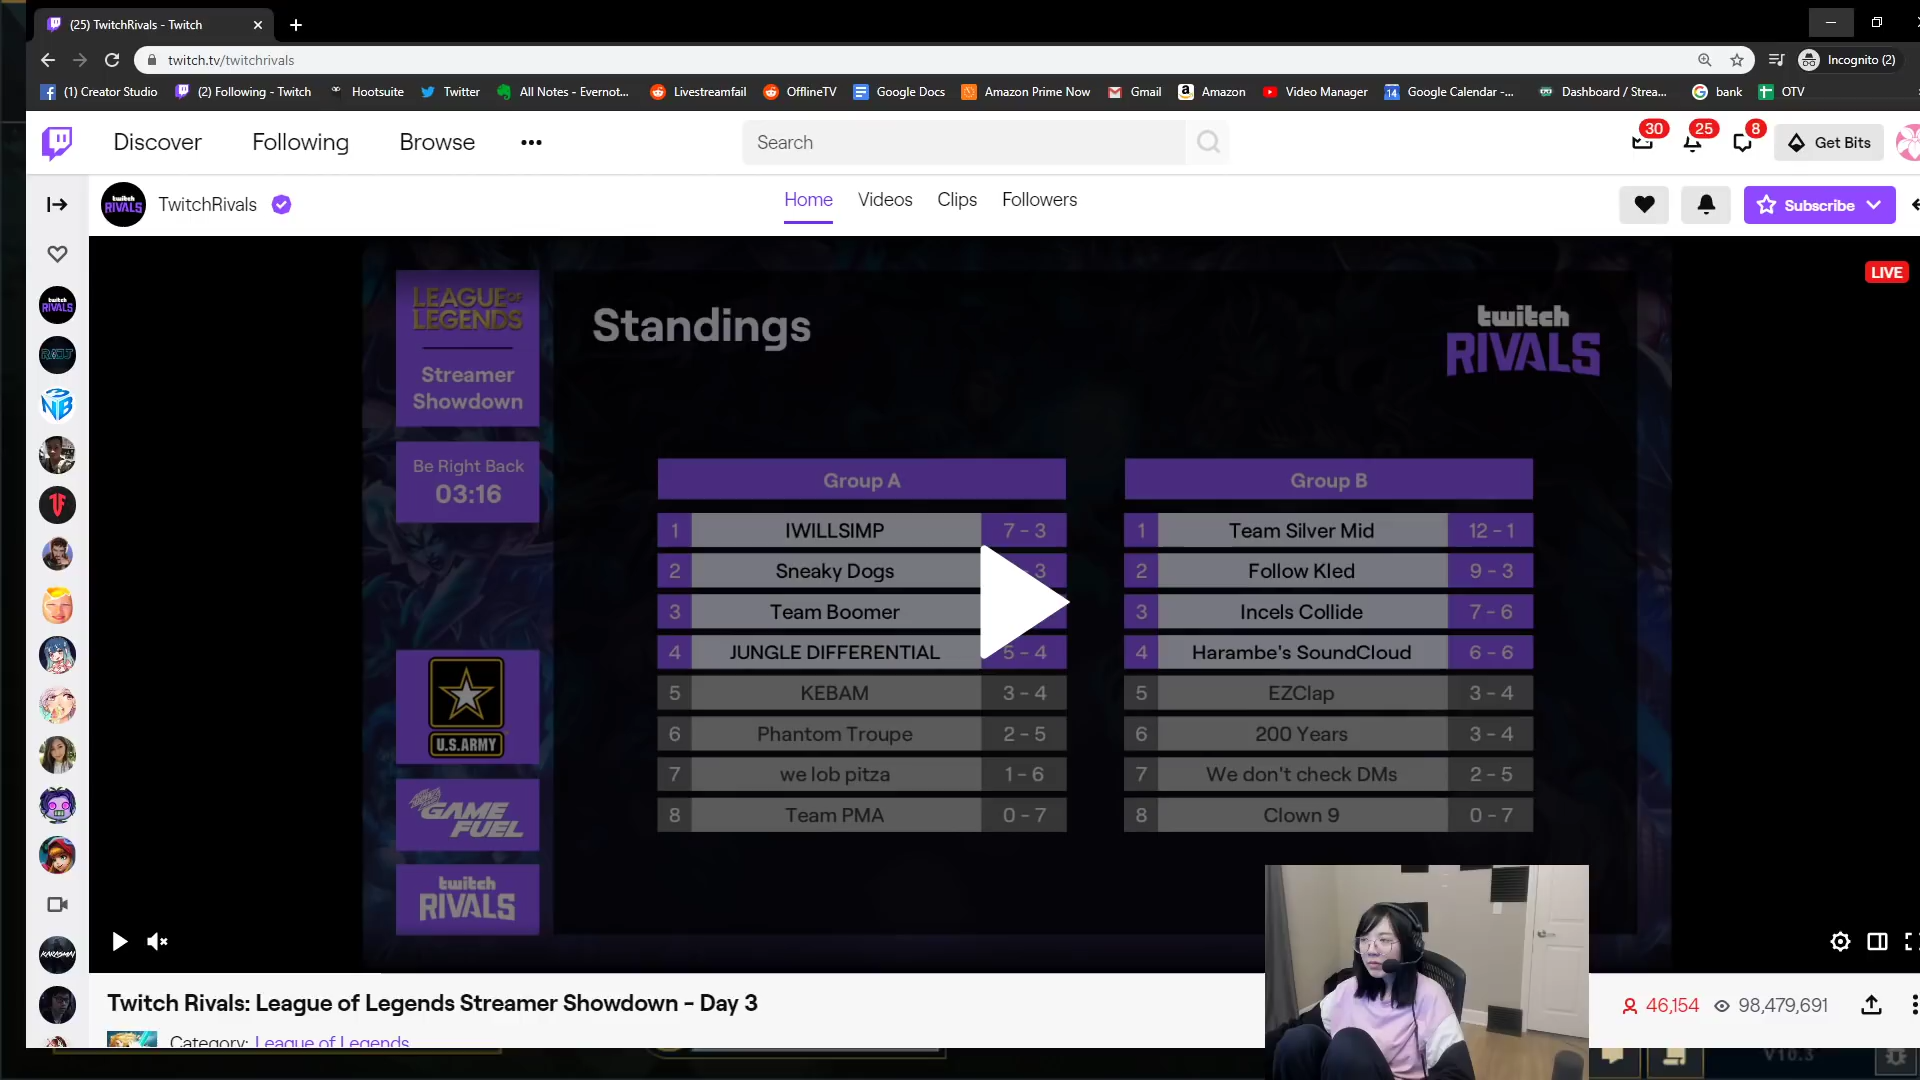 (25) TwitchRivals - Twitch
twitch.tv/twitchrivals
Incognito (2)
(1) Creator Studio
(2) Following - Twitch
Hootsuite
Twitter
All Notes - Evernot...
Livestreamfail
OfflineTV
Google Docs
Amazon Prime Now
Gmail
Amazon
Video Manager
Google Calendar -...
Dashboard / Strea...
bank
OTV
Discover
Following
Browse
Search
30
25
8
Get Bits
twitch
RIVALS
TwitchRivals
Home
Videos
Clips
Followers
Subscribe
LIVE
LEAGUE OF
LEGENDS
Streamer
Showdown
Be Right Back
03:16
U.S.ARMY
GAME
FUEL
twitch
RIVALS
Standings
twitch
RIVALS
Group A
1 IWILLSIMP 7 - 3
2 Sneaky Dogs 3
3 Team Boomer
4 JUNGLE DIFFERENTIAL 5 - 4
5 KEBAM 3 - 4
6 Phantom Troupe 2 - 5
7 we lob pitza 1 - 6
8 Team PMA 0 - 7
Group B
1 Team Silver Mid 12 - 1
2 Follow Kled 9 - 3
3 Incels Collide 7 - 6
4 Harambe's SoundCloud 6 - 6
5 EZClap 3 - 4
6 200 Years 3 - 4
7 We don't check DMs 2 - 5
8 Clown 9 0 - 7
twitch
RIVALS
NB
Twitch Rivals: League of Legends Streamer Showdown - Day 3
Category: League of Legends
46,154
98,479,691
V10.3